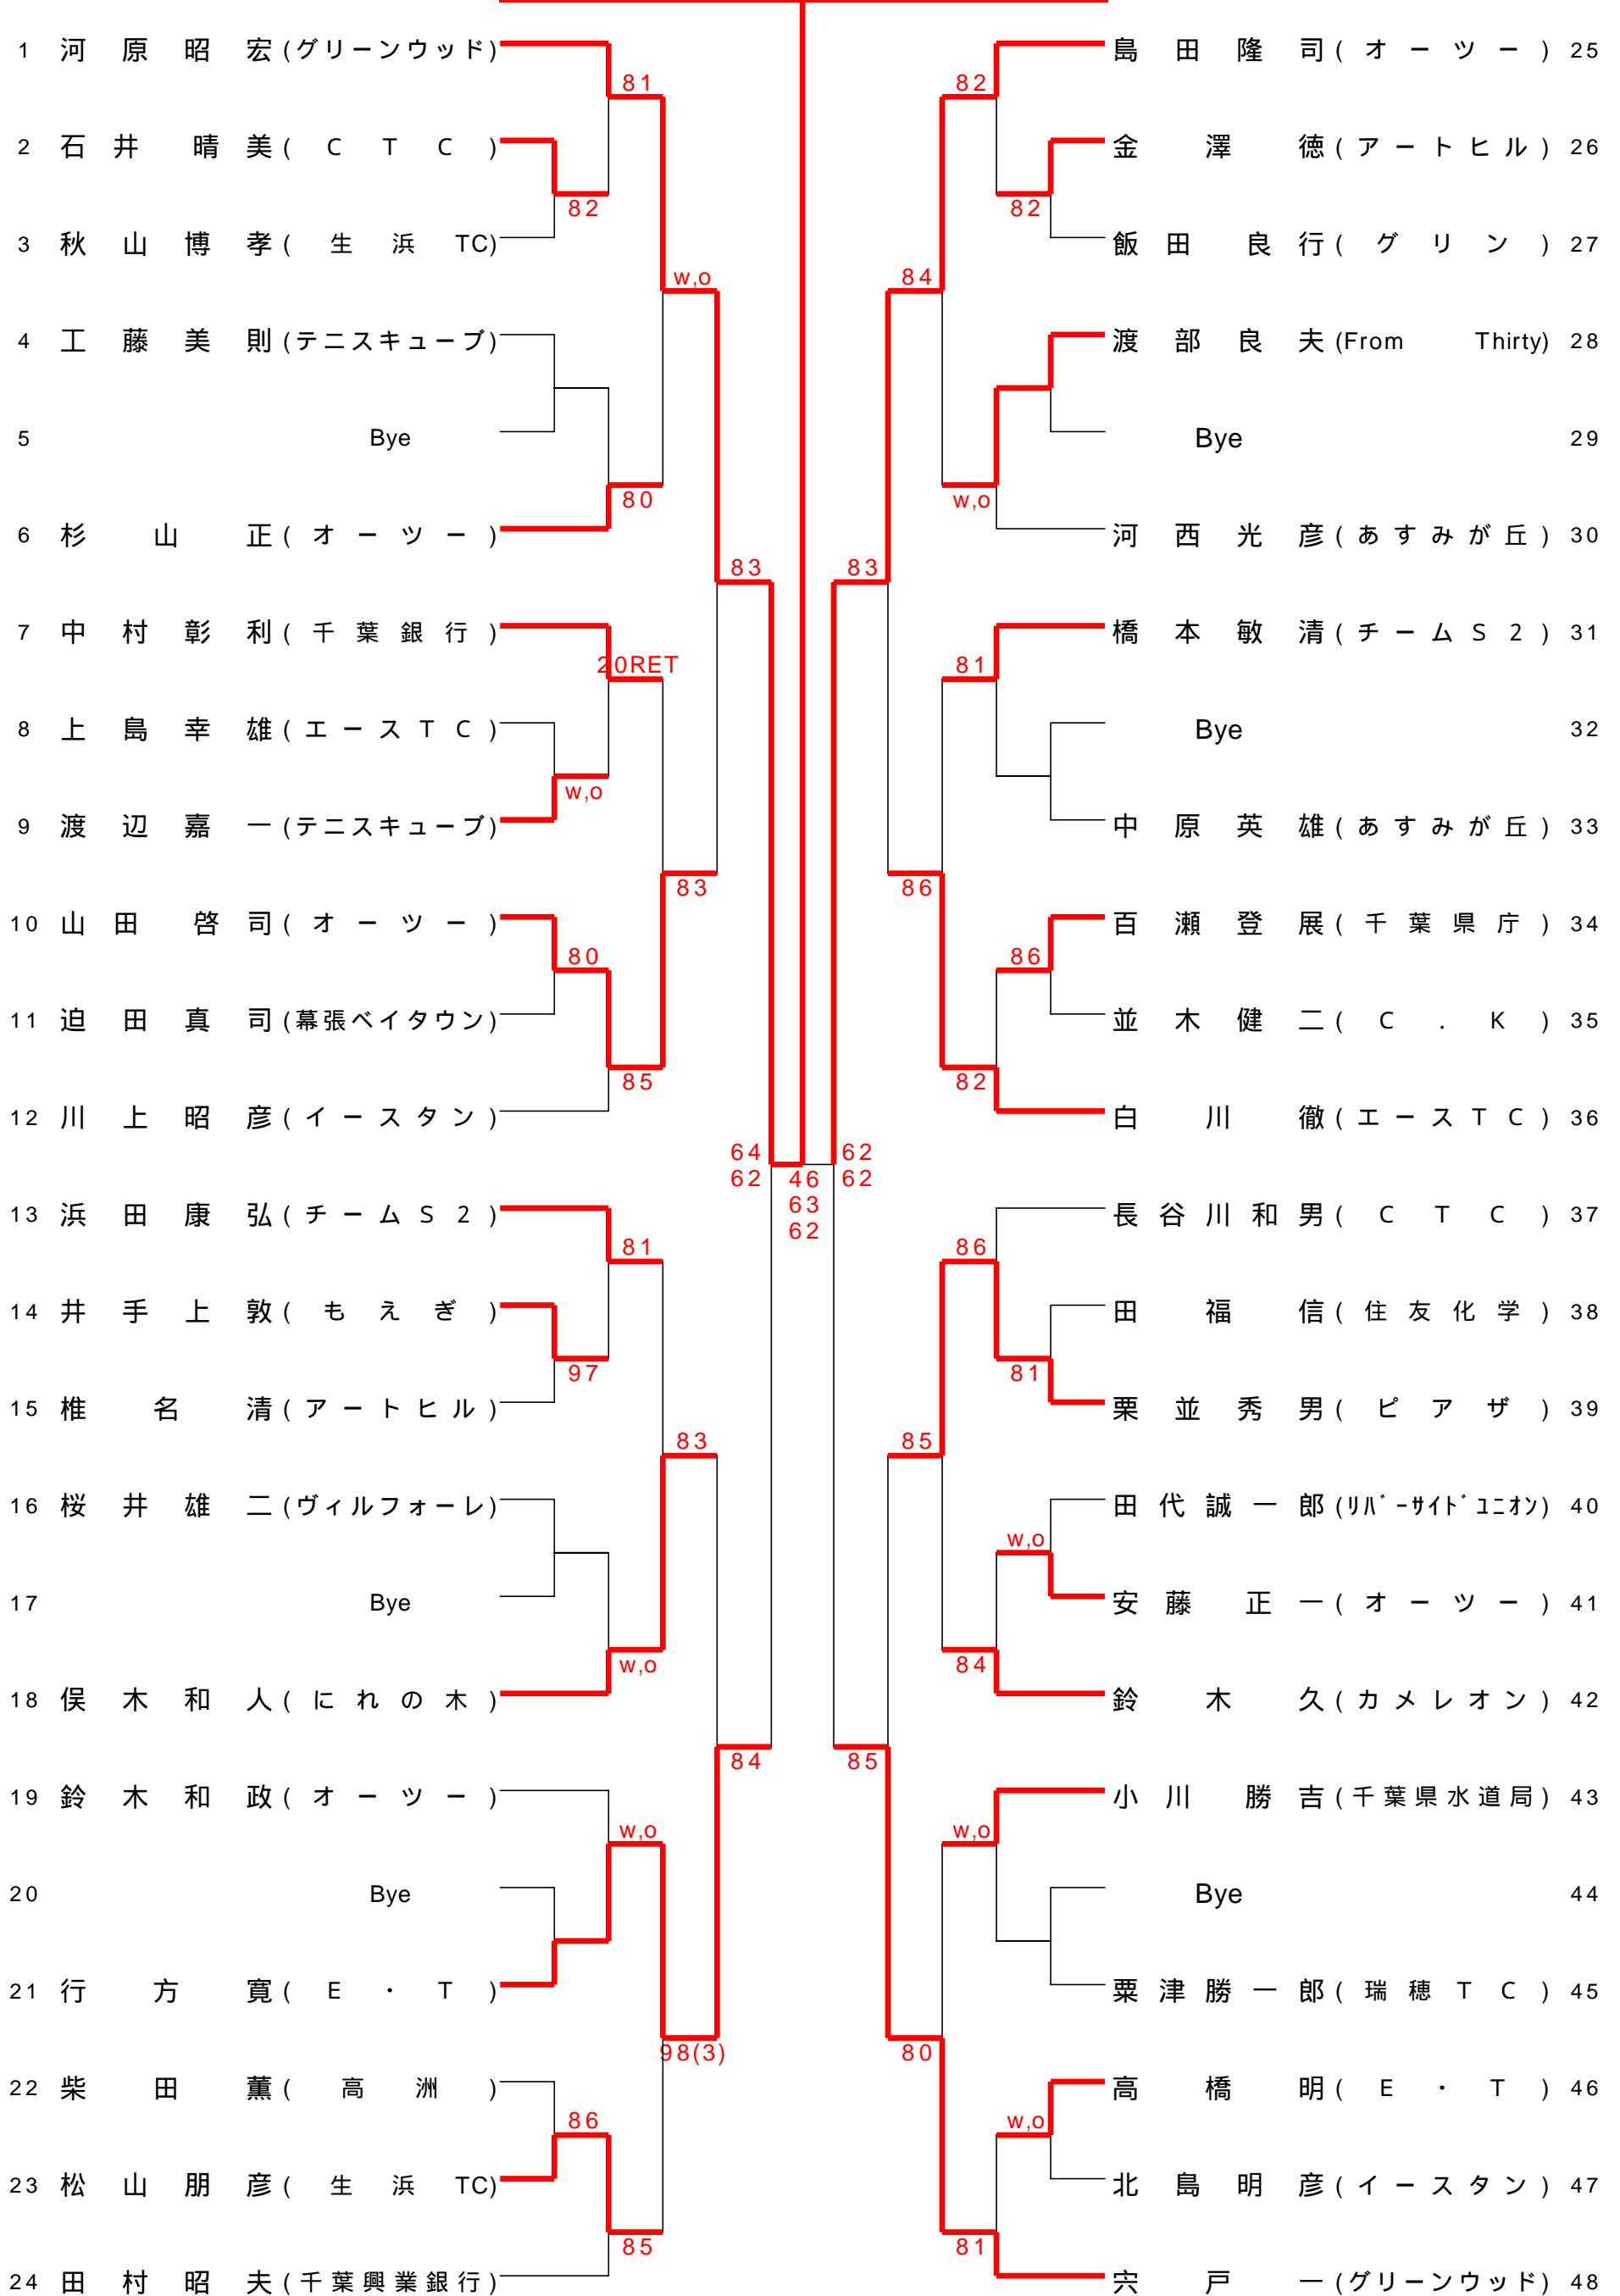 1 河原昭宏(グリーンウッド) 島田隆司(オーツー) 25
81 82
2 石井晴美(CTC) 金澤徳(アートヒル) 26
82 82
3 秋山博孝(生浜TC) 飯田良行(グリン) 27
w,o 84
4 工藤美則(テニスキューブ) 渡部良夫(From Thirty) 28
5 Bye Bye 29
80 w,o
6 杉山正(オーツー) 河西光彦(あすみが丘) 30
83 83
7 中村彰利(千葉銀行) 橋本敏清(チームS2) 31
20RET 81
8 上島幸雄(エースTC) Bye 32
w,o
9 渡辺嘉一(テニスキューブ) 中原英雄(あすみが丘) 33
83 86
10 山田啓司(オーツー) 百瀬登展(千葉県庁) 34
80 86
11 迫田真司(幕張ベイタウン) 並木健二(C.K) 35
85 82
12 川上昭彦(イースタン) 白川徹(エースTC) 36
64 62
62 46 62
63
13 浜田康弘(チームS2) 長谷川和男(CTC) 37
62
81 86
14 井手上敦(もえぎ) 田福信(住友化学) 38
97 81
15 椎名清(アートヒル) 栗並秀男(ピアザ) 39
83 85
16 桜井雄二(ヴィルフォーレ) 田代誠一郎(リバーサイドユニオン) 40
w,o
17 Bye 安藤正一(オーツー) 41
w,o 84
18 俣木和人(にれの木) 鈴木久(カメレオン) 42
84 85
19 鈴木和政(オーツー) 小川勝吉(千葉県水道局) 43
w,o w,o
20 Bye Bye 44
21 行方寛(E・T) 粟津勝一郎(瑞穂TC) 45
98(3) 80
22 柴田薫(高洲) 高橋明(E・T) 46
86 w,o
23 松山朋彦(生浜TC) 北島明彦(イースタン) 47
85 81
24 田村昭夫(千葉興業銀行) 宍戸一(グリーンウッド) 48